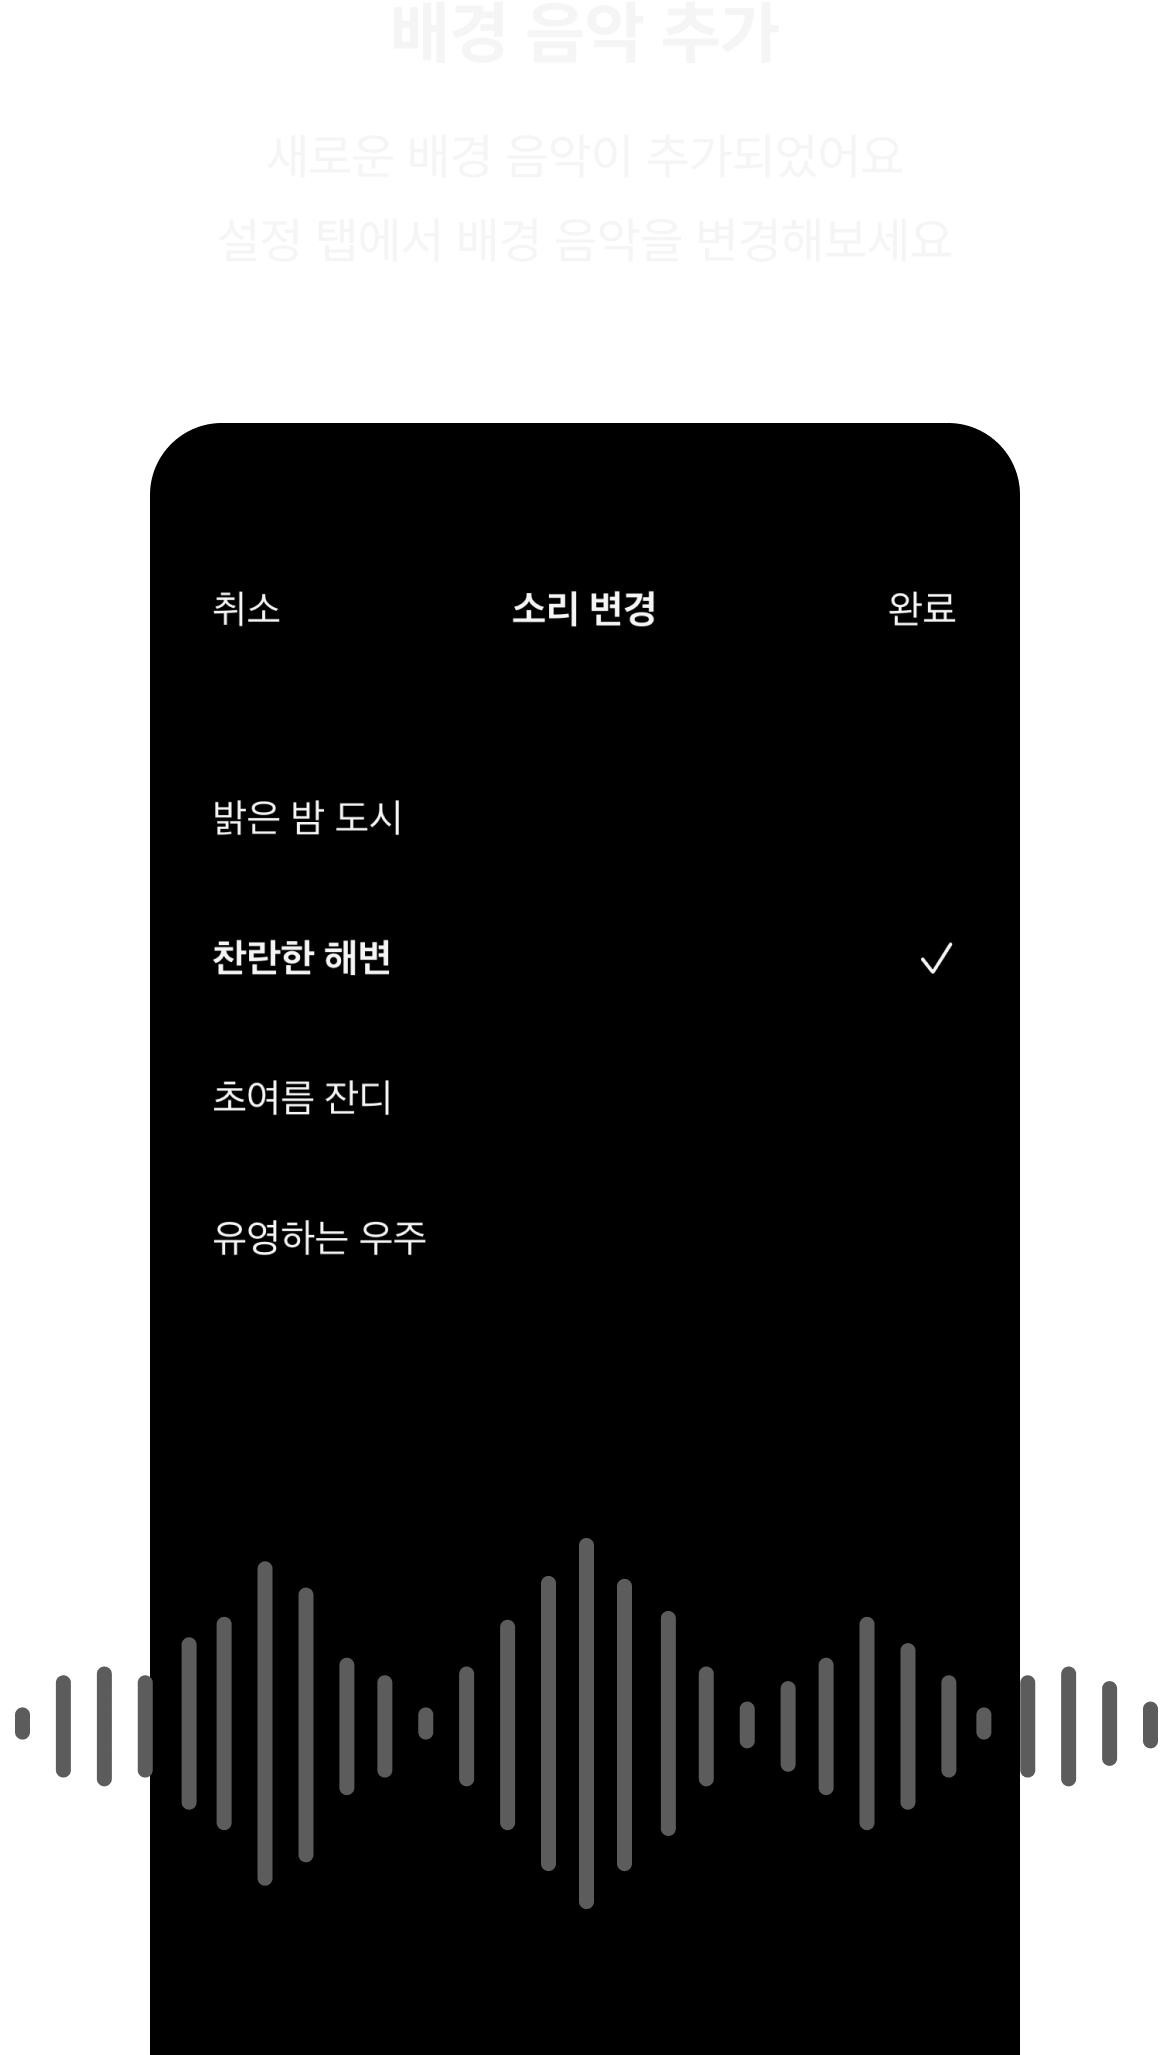 배경 음악 추가
새로운 배경 음악이 추가되었어요
설정 탭에서 배경 음악을 변경해보세요
취소 소리 변경 완료
밝은 밤 도시
찬란한 해변
초여름 잔디
유영하는 우주